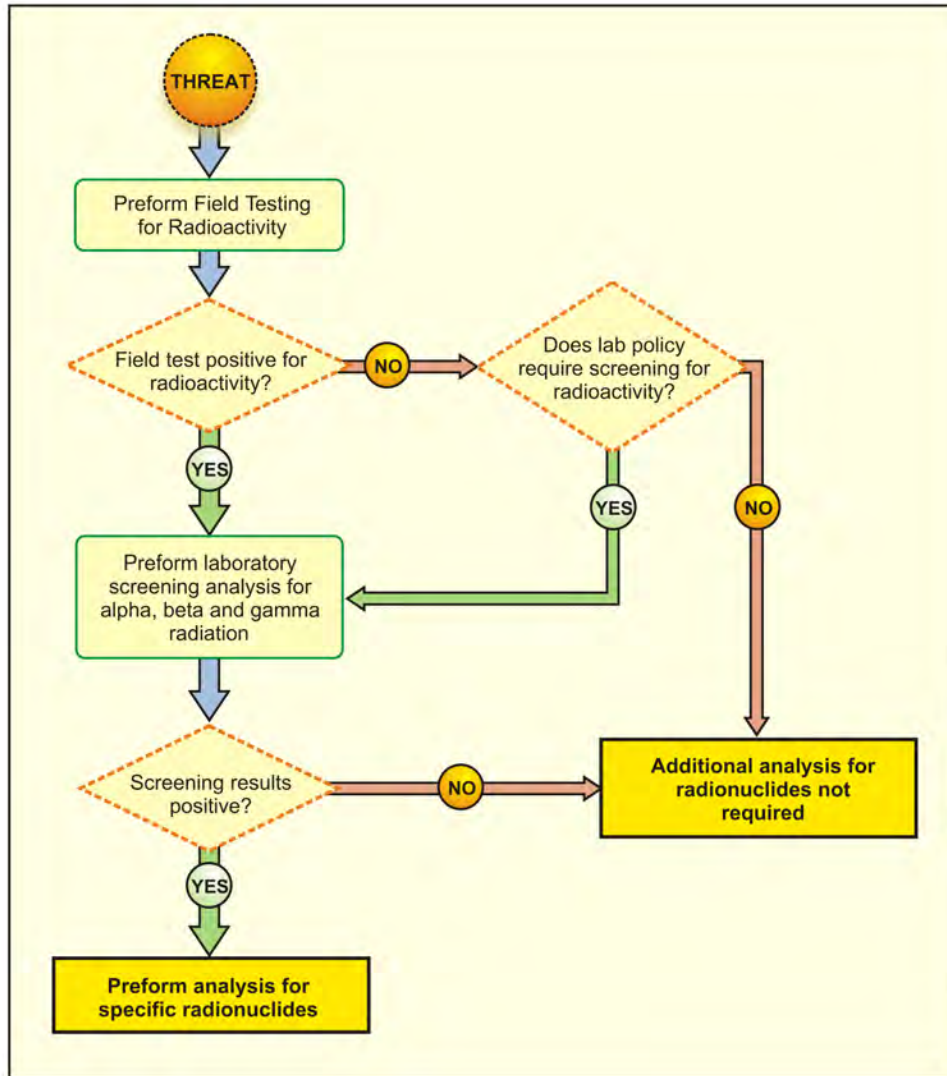 THREAT
Preform Field Testing
for Radioactivity
Field test positive for
radioactivity?
NO
Does lab policy
require screening for
radioactivity?
YES
YES
NO
Preform laboratory
screening analysis for
alpha, beta and gamma
radiation
Screening results
positive?
NO
Additional analysis for
radionuclides not
required
YES
Preform analysis for
specific radionuclides